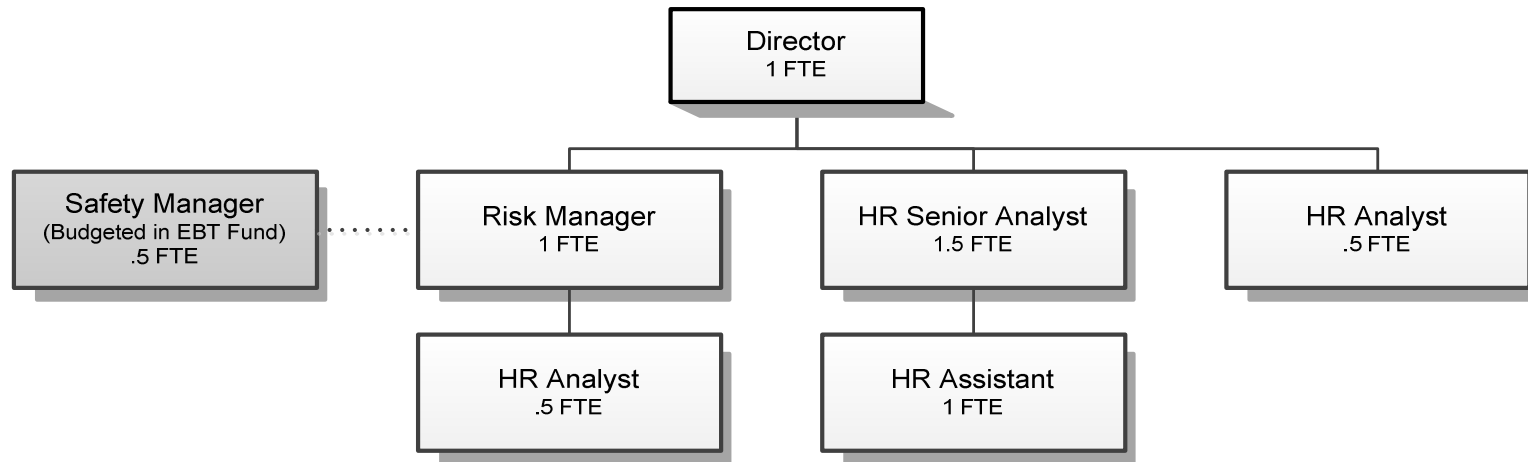 Director
1 FTE
Safety Manager
(Budgeted in EBT Fund)
.5 FTE
Risk Manager
1 FTE
HR Senior Analyst
1.5 FTE
HR Analyst
.5 FTE
HR Analyst
.5 FTE
HR Assistant
1 FTE